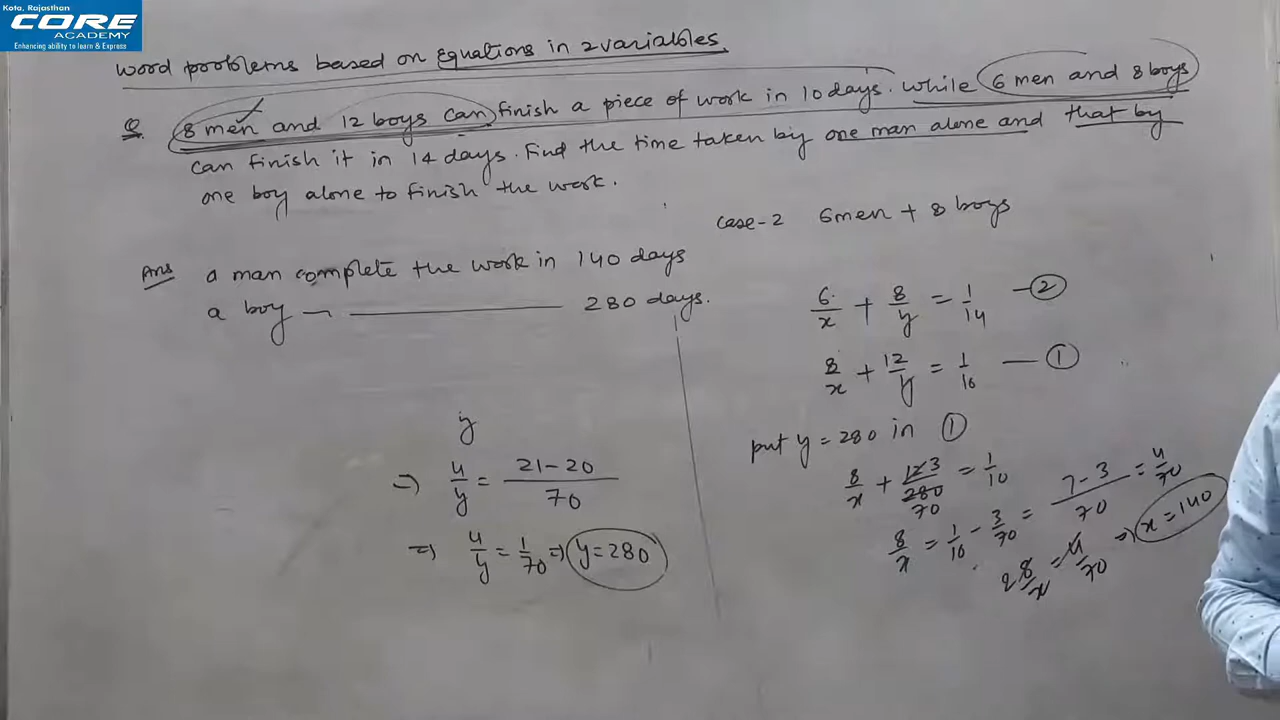 Kota, Rajasthan
CORE
ACADEMY
Enhancing ability to learn & Express
word problems based on Equations in 2 variables
Q. 8 men and 12 boys can finish a piece of work in 10 days. while 6 men and 8 boys
can finish it in 14 days. Find the time taken by one man alone and that by
one boy alone to finish the work.
case-2 6men + 8 boys
Ans a man complete the work in 140 days
a boy — 280 days.
6/x + 8/y = 1/14 — 2
8/x + 12/y = 1/10 — 1
put y = 280 in 1
8/x + 12 3/280 70 = 1/10
8/x = 1/10 - 3/70 = 7-3/70 = 4/70
2 8/x = 4/70 ⇒ x = 140
y
⇒ 4/y = 21-20/70
⇒ 4/y = 1/70 ⇒ y = 280